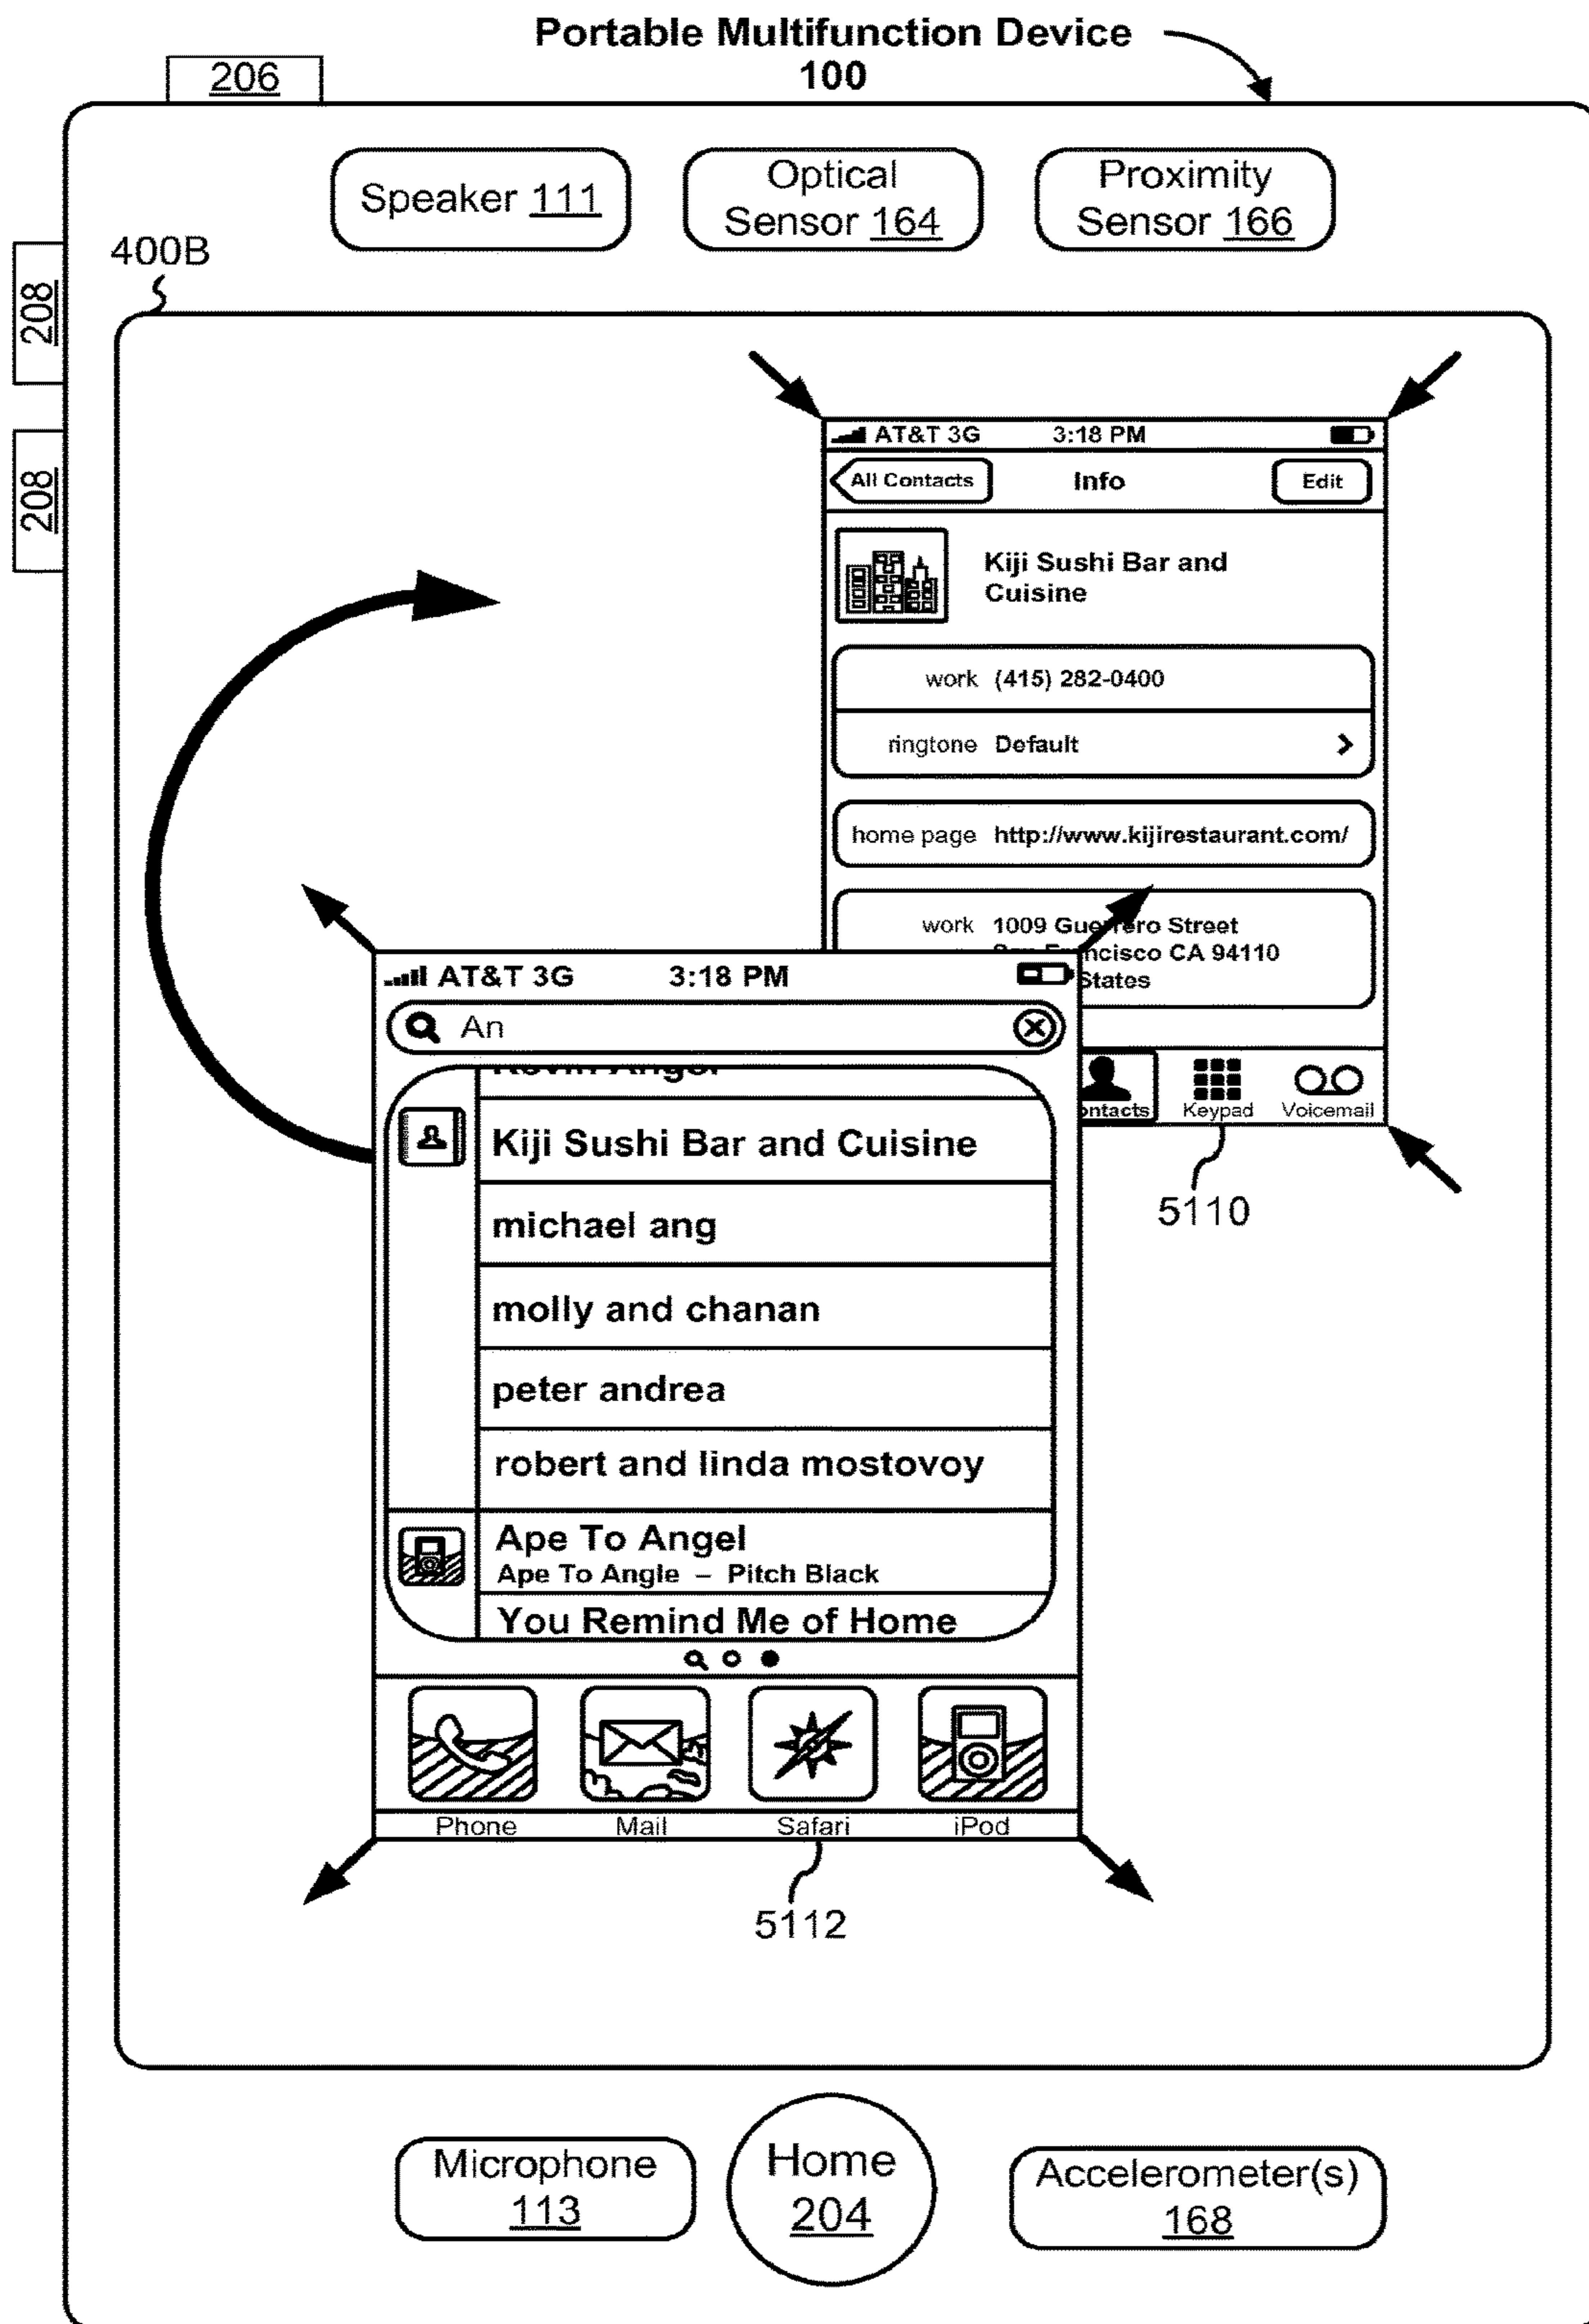 Portable Multifunction Device
100
206
Speaker 111
Optical
Sensor 164
Proximity
Sensor 166
208
208
400B
AT&T 3G 3:18 PM
All Contacts Info Edit
Kiji Sushi Bar and
Cuisine
work (415) 282-0400
ringtone Default
home page http://www.kijirestaurant.com/
work 1009 Guerrero Street
CA 94110
States
Keypad Voicemail
5110
AT&T 3G 3:18 PM
An
Kiji Sushi Bar and Cuisine
michael ang
molly and chanan
peter andrea
robert and linda mostovoy
Ape To Angel
Ape To Angle – Pitch Black
You Remind Me of Home
Phone Mail Safari iPod
5112
Microphone
113
Home
204
Accelerometer(s)
168